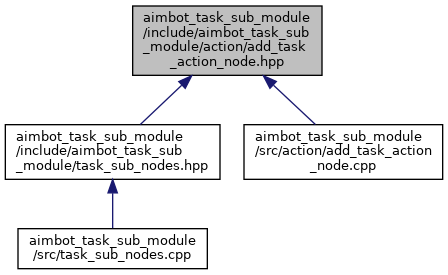 aimbot_task_sub_module
/include/aimbot_task_sub
_module/action/add_task
_action_node.hpp
aimbot_task_sub_module
/include/aimbot_task_sub
_module/task_sub_nodes.hpp
aimbot_task_sub_module
/src/action/add_task_action
_node.cpp
aimbot_task_sub_module
/src/task_sub_nodes.cpp